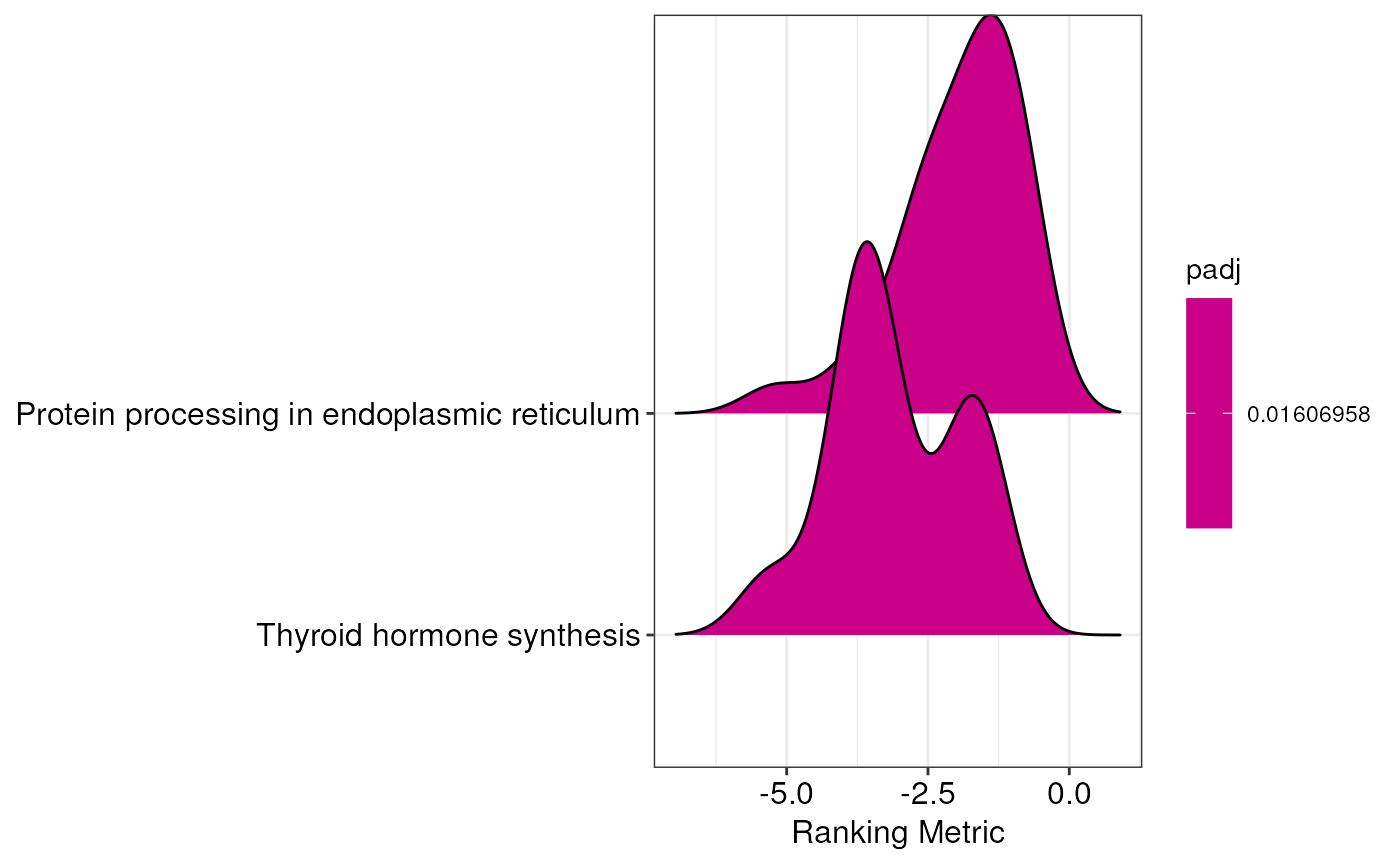 Protein processing in endoplasmic reticulum
Thyroid hormone synthesis
-5.0
-2.5
0.0
Ranking Metric
padj
0.01606958